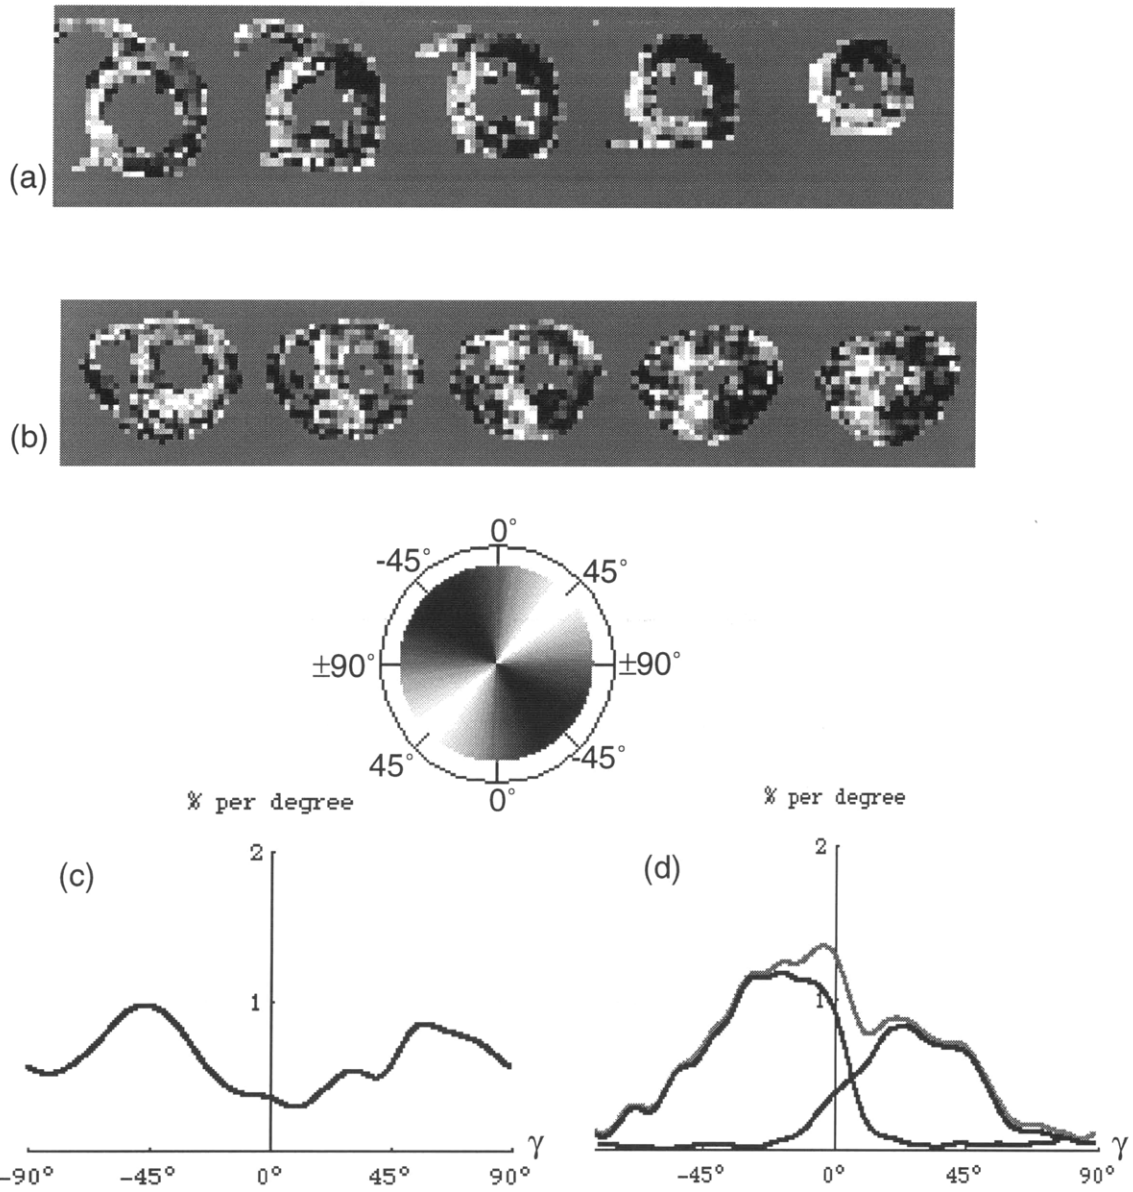 (a)
(b)
0°
-45° 45°
±90° ±90°
45° -45°
0°
% per degree % per degree
(c) 2 (d) 2
1 1
γ γ
-90° -45° 0° 45° 90° -45° 0° 45° 90°